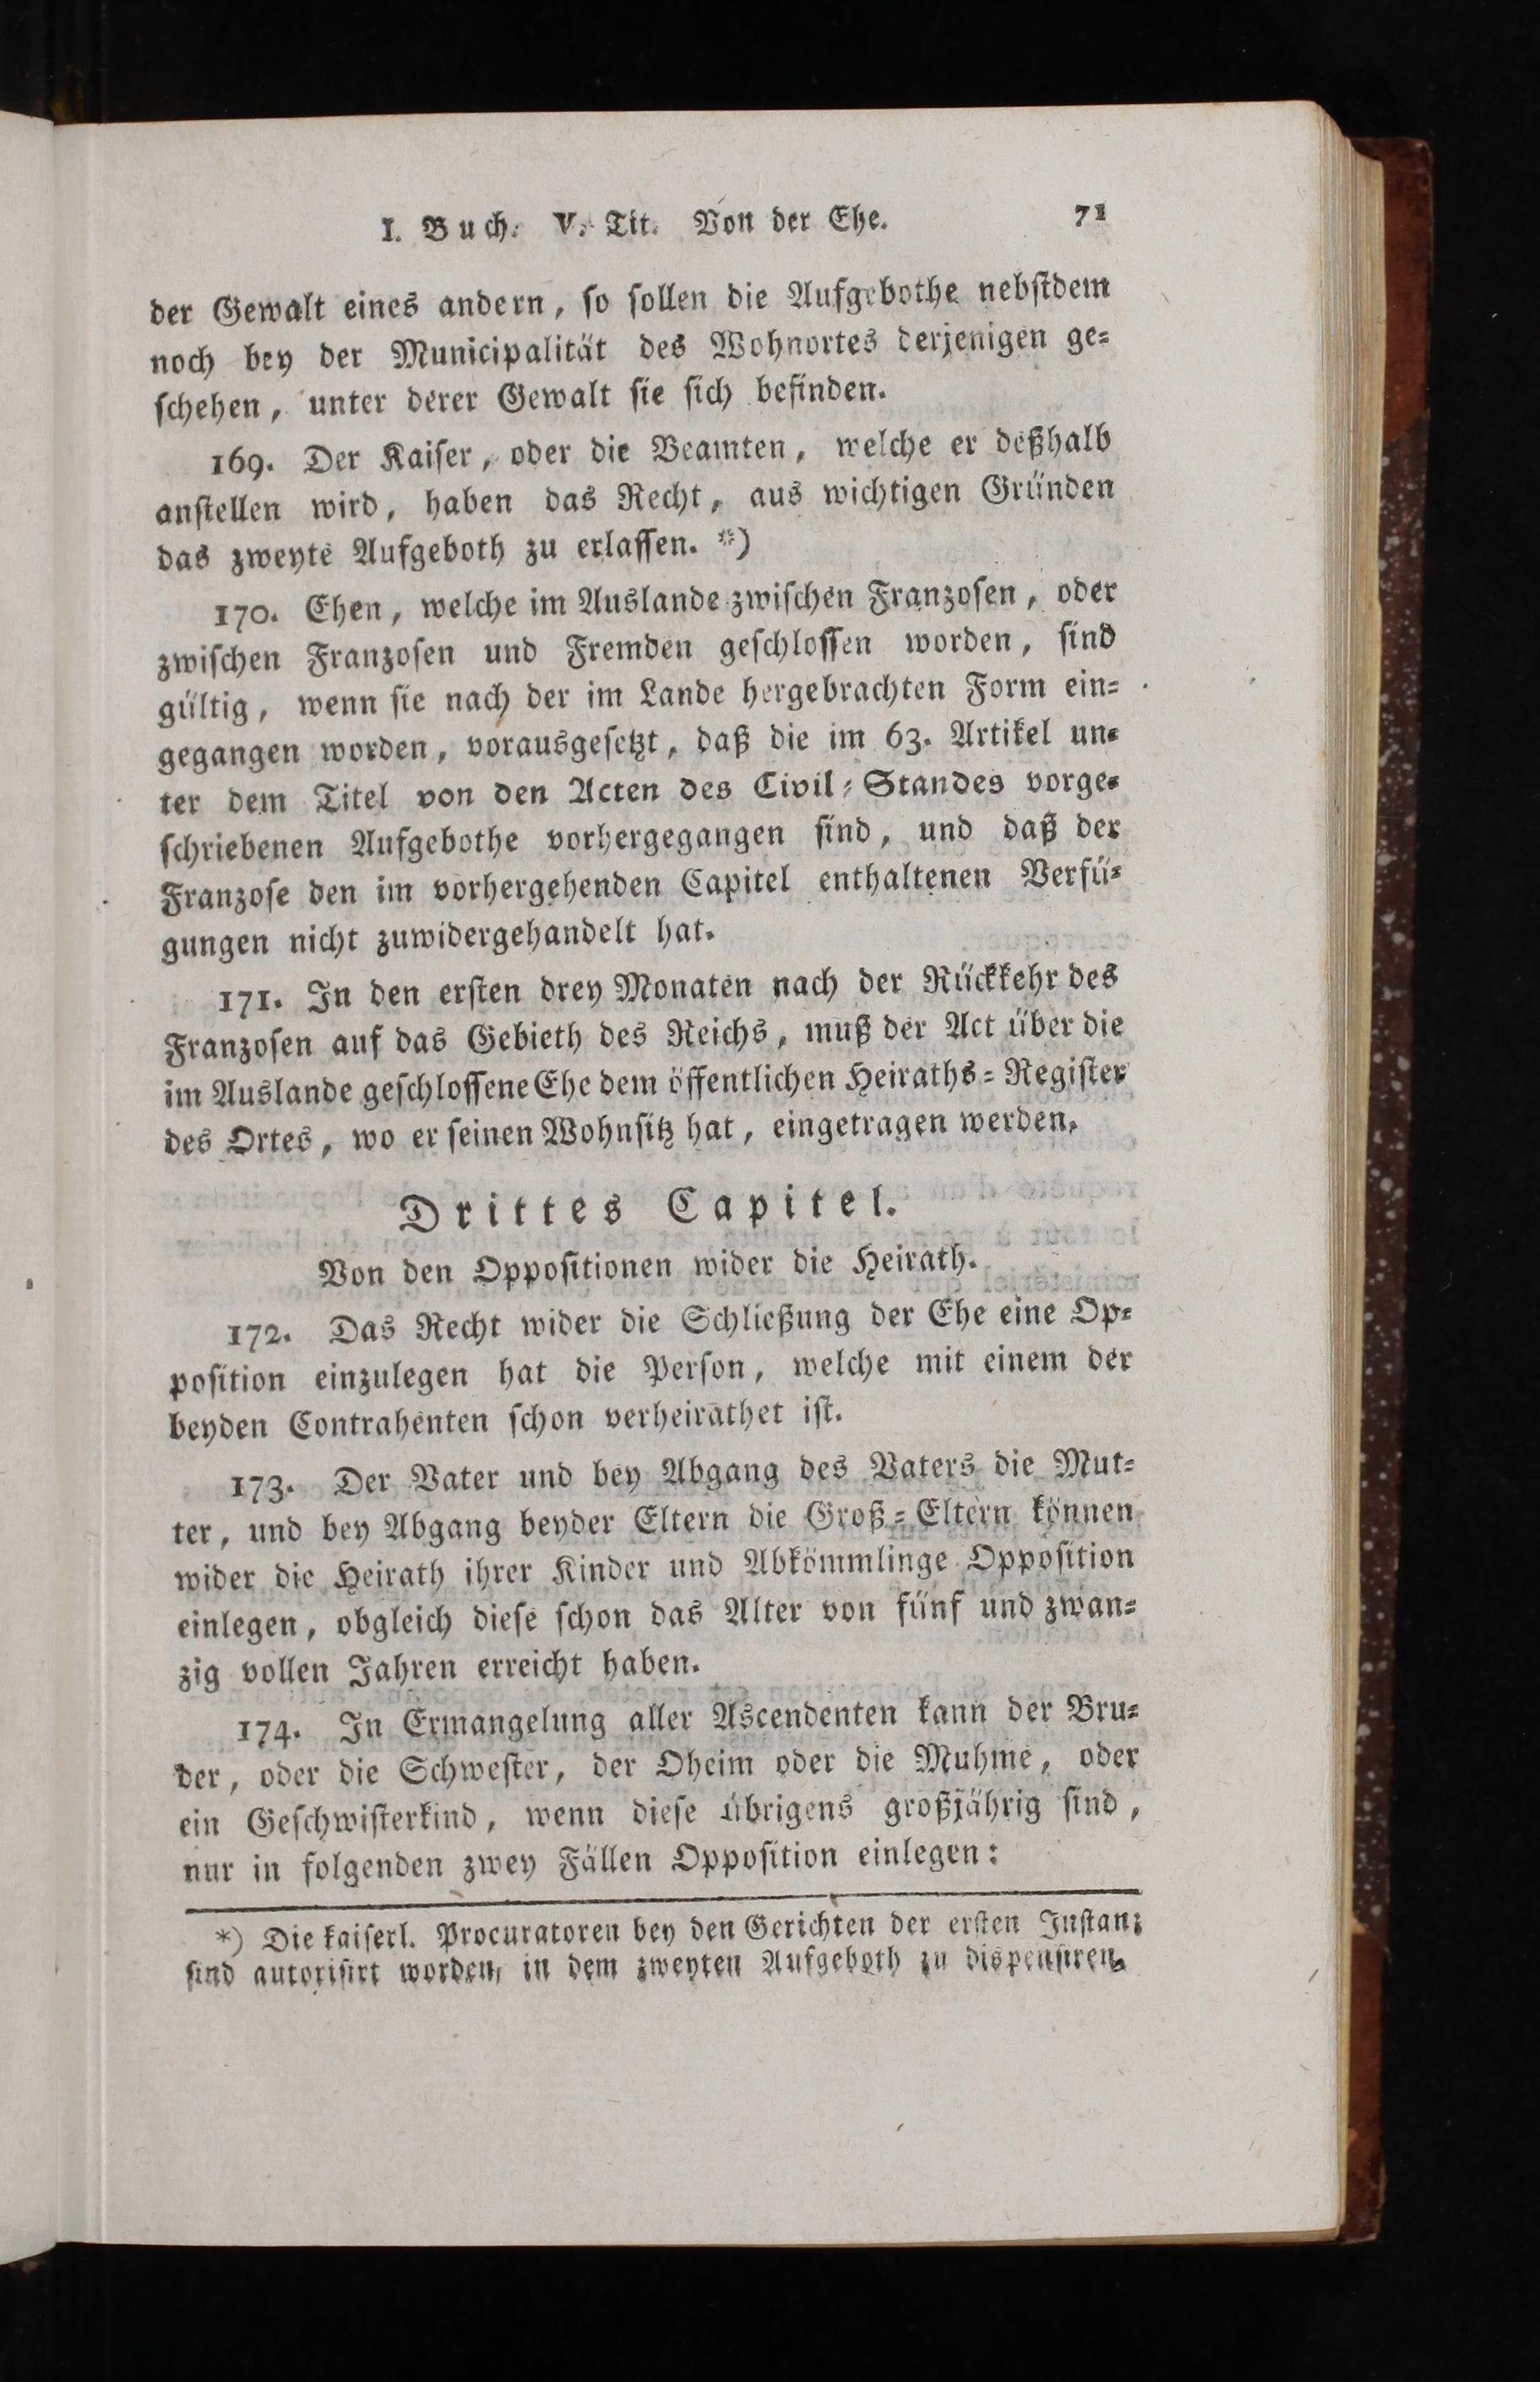 I. Buch. V. Tit. Von der Ehe. 71
der Gewalt eines andern, so sollen die Aufgebothe nebstdem
noch bey der Municipalität des Wohnortes derjenigen ge=
schehen, unter derer Gewalt sie sich befinden.
169. Der Kaiser, oder die Beamten, welche er deßhalb
anstellen wird, haben das Recht, aus wichtigen Gründen
das zweyte Aufgeboth zu erlassen. *)
170. Ehen, welche im Auslande zwischen Franzosen, oder
zwischen Franzosen und Fremden geschlossen worden, sind
gültig, wenn sie nach der im Lande hergebrachten Form ein=
gegangen worden, vorausgesetzt, daß die im 63. Artikel un=
ter dem Titel von den Acten des Civil=Standes vorge=
schriebenen Aufgebothe vorhergegangen sind, und daß der
Franzose den im vorhergehenden Capitel enthaltenen Verfü=
gungen nicht zuwidergehandelt hat.
171. In den ersten drey Monaten nach der Rückkehr des
Franzosen auf das Gebieth des Reichs, muß der Act über die
im Auslande geschlossene Ehe dem öffentlichen Heiraths=Register
des Ortes, wo er seinen Wohnsitz hat, eingetragen werden.
Drittes Capitel.
Von den Oppositionen wider die Heirath.
172. Das Recht wider die Schließung der Ehe eine Op=
position einzulegen hat die Person, welche mit einem der
beyden Contrahenten schon verheirathet ist.
173. Der Vater und bey Abgang des Vaters die Mut=
ter, und bey Abgang beyder Eltern die Groß=Eltern können
wider die Heirath ihrer Kinder und Abkömmlinge Opposition
einlegen, obgleich diese schon das Alter von fünf und zwan=
zig vollen Jahren erreicht haben.
174. In Ermangelung aller Ascendenten kann der Bru=
der, oder die Schwester, der Oheim oder die Muhme, oder
ein Geschwisterkind, wenn diese übrigens großjährig sind,
nur in folgenden zwey Fällen Opposition einlegen:
*) Die kaiserl. Procuratoren bey den Gerichten der ersten Instanz
sind autorisirt worden, in dem zweyten Aufgeboth zu dispensiren.